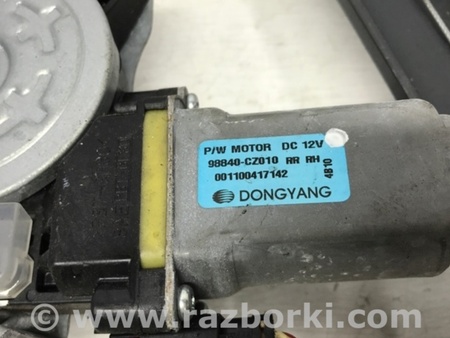 P/W MOTOR DC 12V
98840-CZ010 RR RH
001100417142
4B10
DONGYANG
www.razborki.com